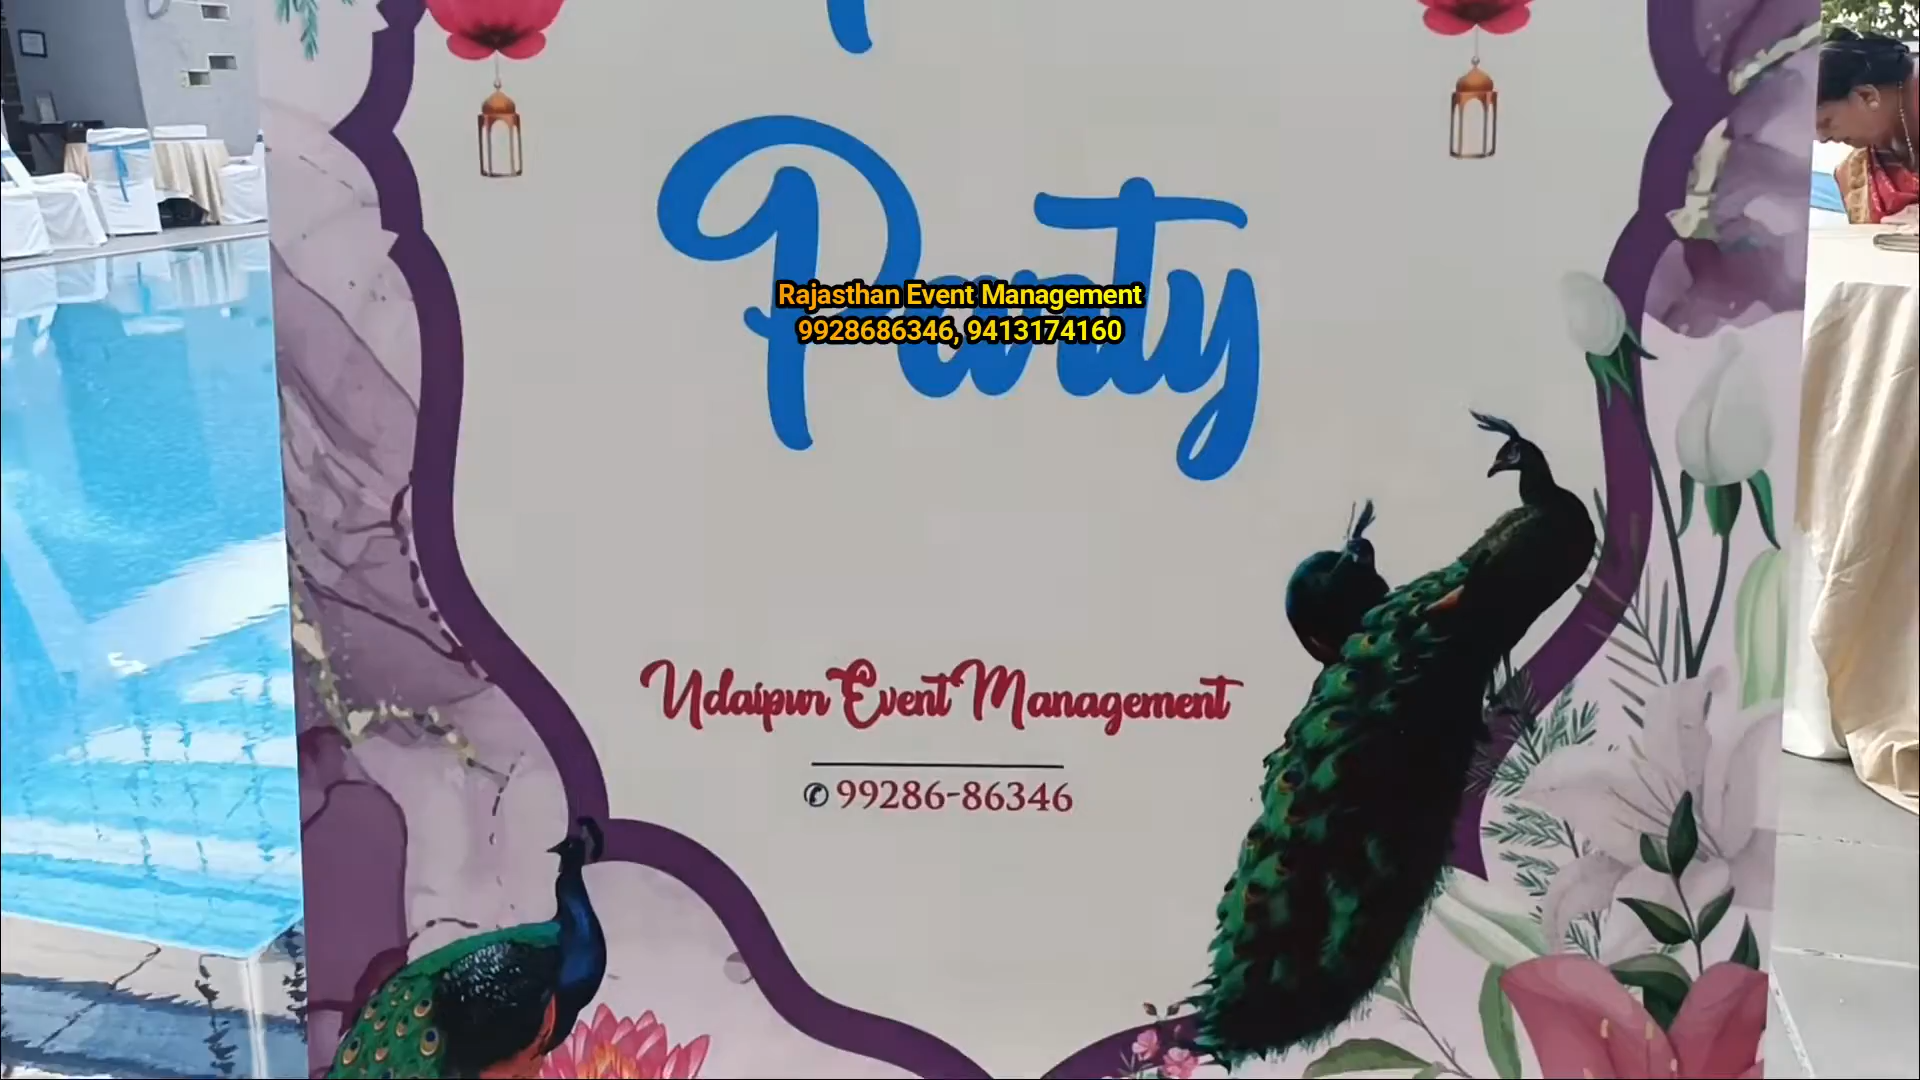 Party
Rajasthan Event Management
9928686346, 9413174160
Udaipur Event Management
99286-86346